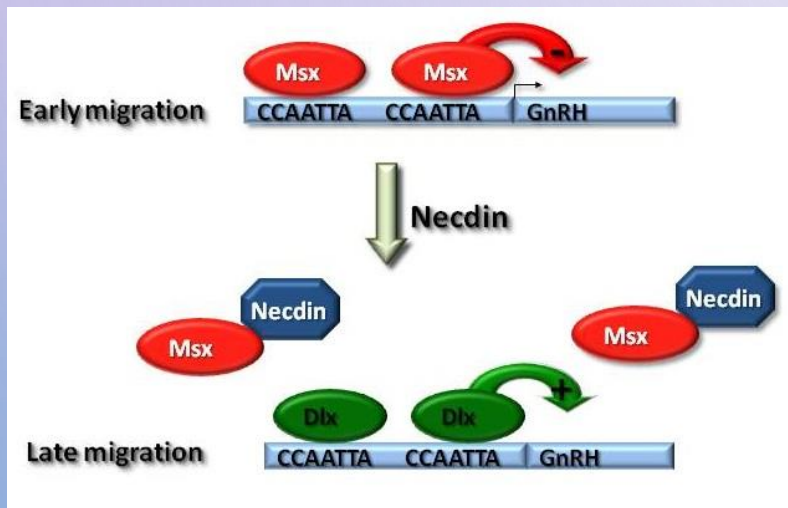 Msx Msx -
Early migration CCAATTA CCAATTA GnRH
Necdin
Necdin Necdin
Msx Msx
Dlx Dlx +
Late migration CCAATTA CCAATTA GnRH